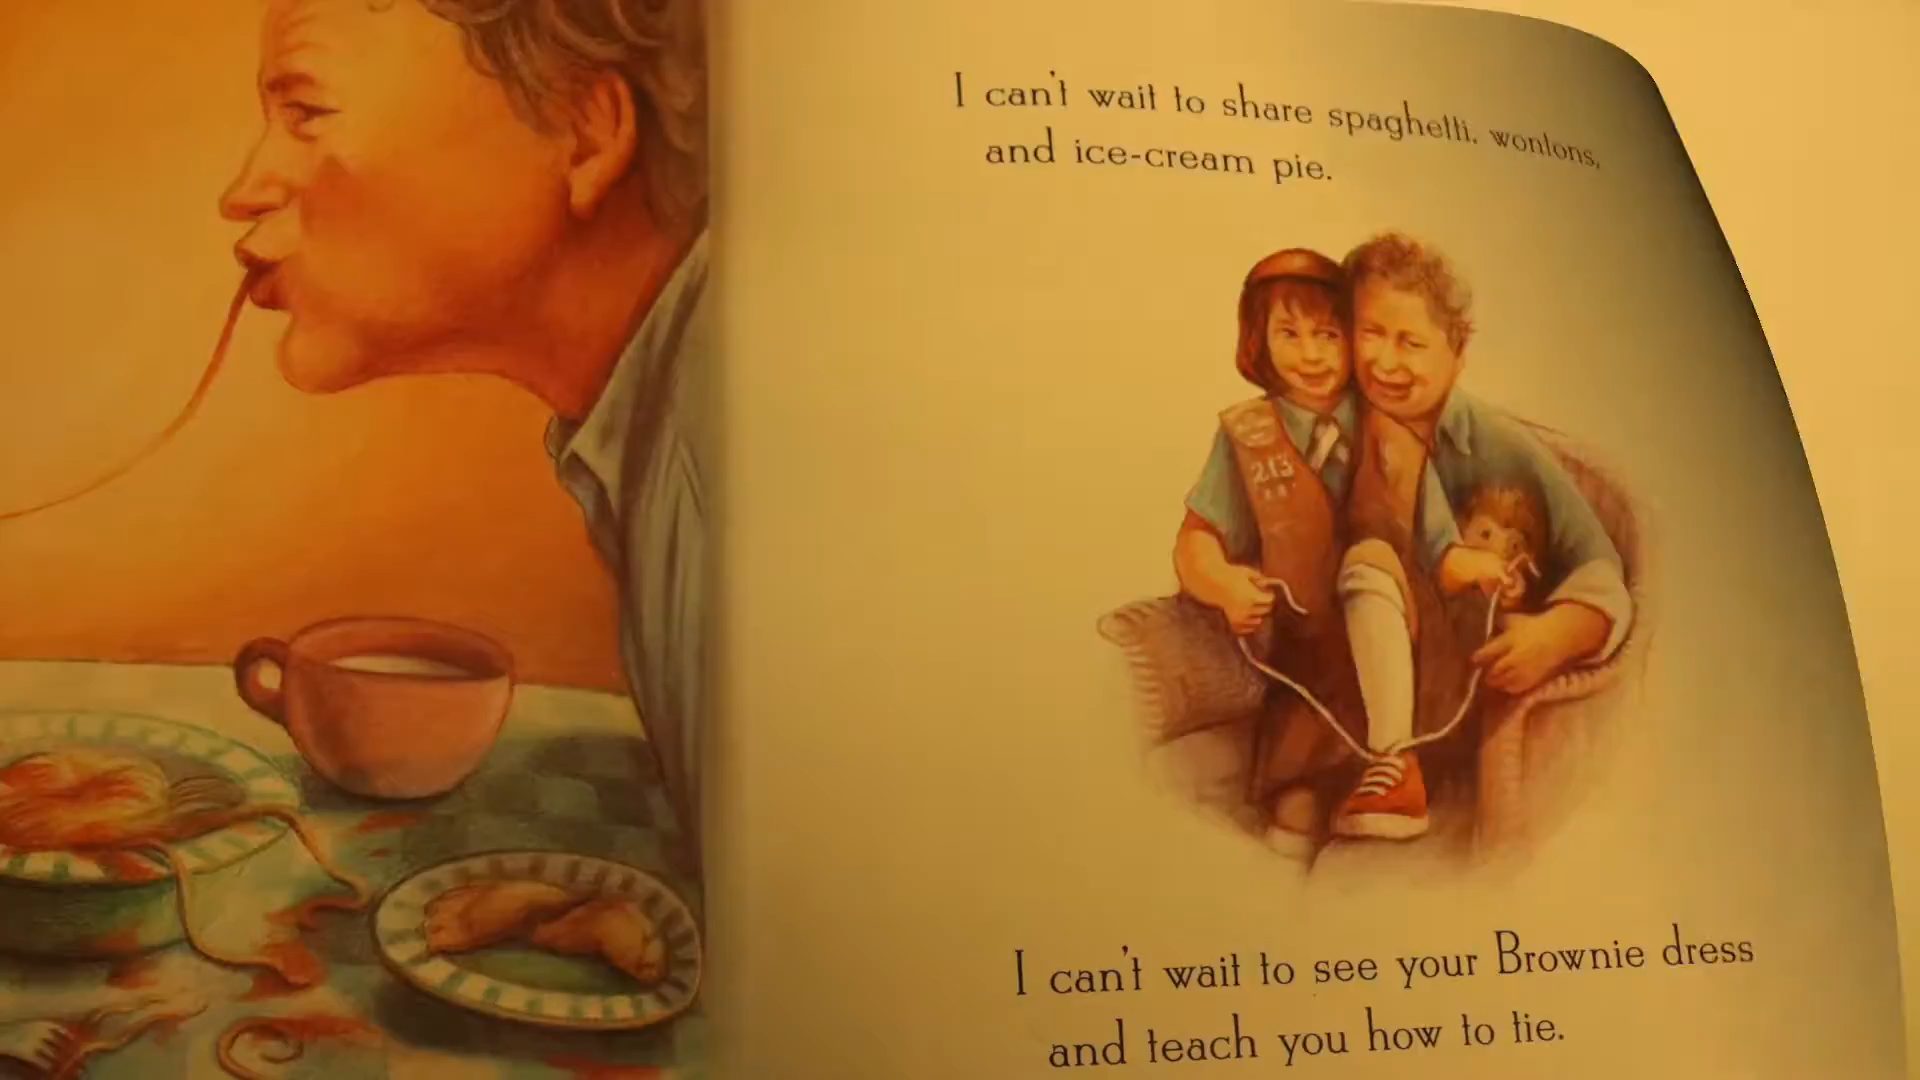 I can't wait to share spaghetti, wontons,
and ice-cream pie.
213
I can't wait to see your Brownie dress
and teach you how to tie.